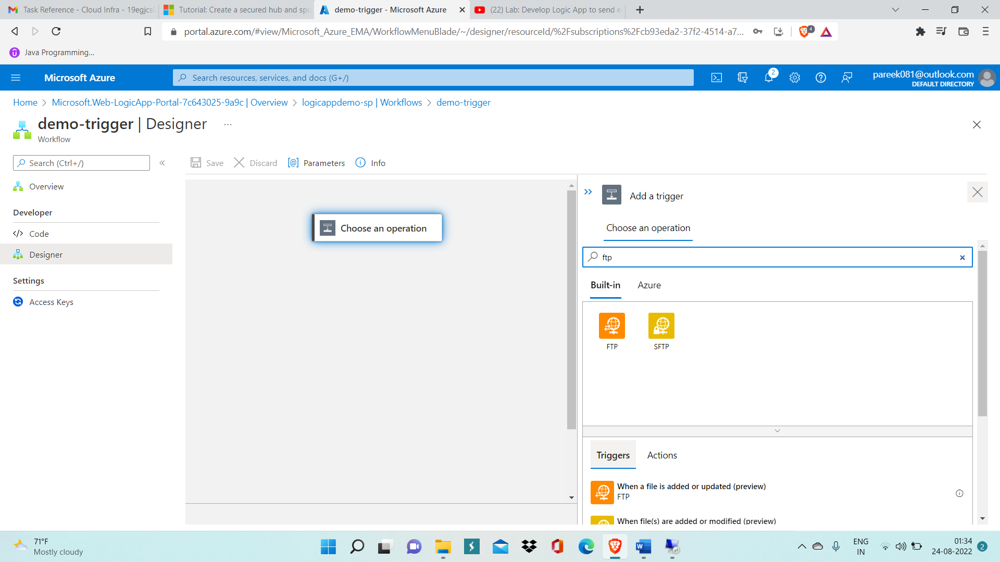 Task Reference - Cloud Infra - 19egjcs
Tutorial: Create a secured hub and spo
demo-trigger - Microsoft Azure
(22) Lab: Develop Logic App to send e
portal.azure.com/#view/Microsoft_Azure_EMA/WorkflowMenuBlade/~/designer/resourceId/%2Fsubscriptions%2Fcb93eda2-37f2-4514-a7...
4
Java Programming...
Microsoft Azure
Search resources, services, and docs (G+/)
2
pareek081@outlook.com
DEFAULT DIRECTORY
Home > Microsoft.Web-LogicApp-Portal-7c643025-9a9c | Overview > logicappdemo-sp | Workflows > demo-trigger
demo-trigger | Designer ...
Workflow
Search (Ctrl+/)
«
Save
Discard
Parameters
Info
Overview
Developer
Code
Designer
Settings
Access Keys
Choose an operation
Add a trigger
Choose an operation
ftp
Built-in
Azure
FTP
SFTP
Triggers
Actions
When a file is added or updated (preview)
FTP
When file(s) are added or modified (preview)
71°F
Mostly cloudy
ENG
IN
01:34
24-08-2022
2